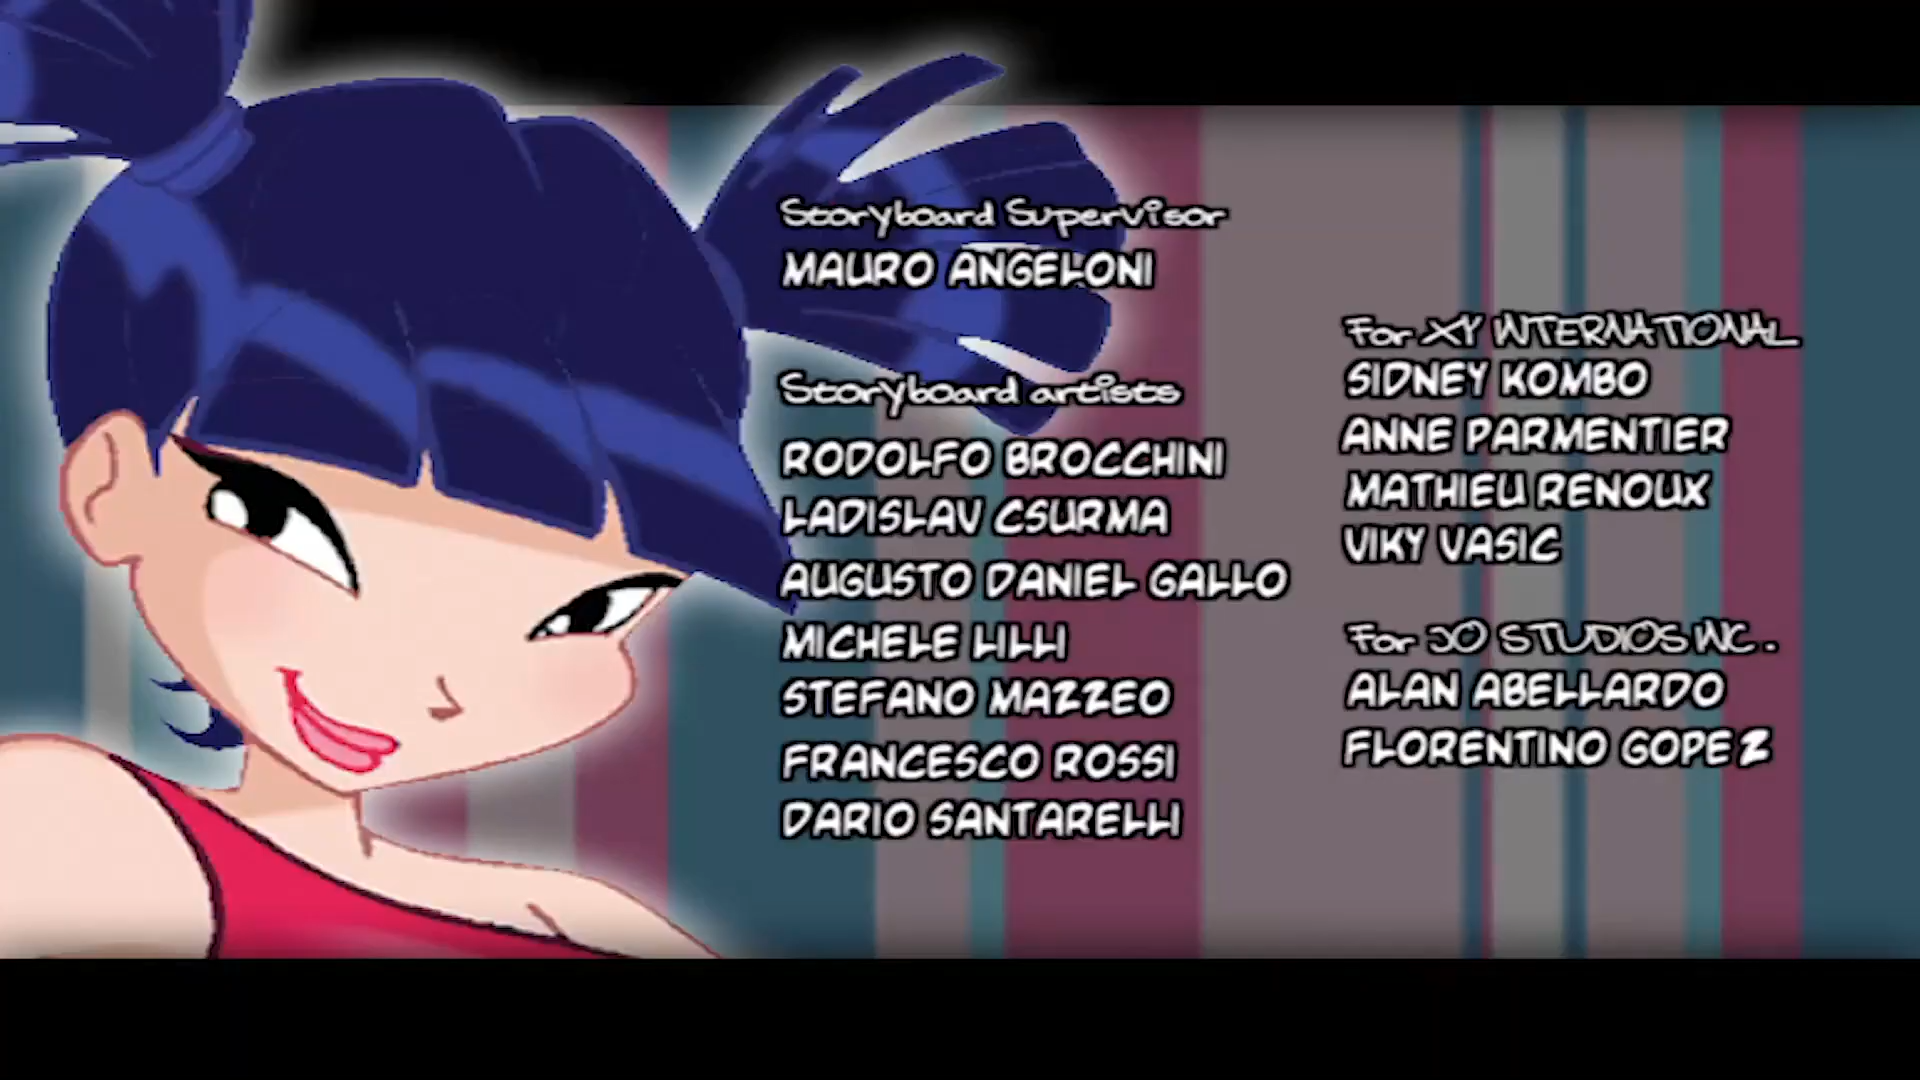 Storyboard Supervisor
MAURO ANGELONI
Storyboard artists
RODOLFO BROCCHINI
LADISLAV CSURMA
AUGUSTO DANIEL GALLO
MICHELE LILLI
STEFANO MAZZEO
FRANCESCO ROSSI
DARIO SANTARELLI
For XY INTERNATIONAL
SIDNEY KOMBO
ANNE PARMENTIER
MATHIEU RENOUX
VIKY VASIC
For JO STUDIOS INC.
ALAN ABELLARDO
FLORENTINO GOPEZ